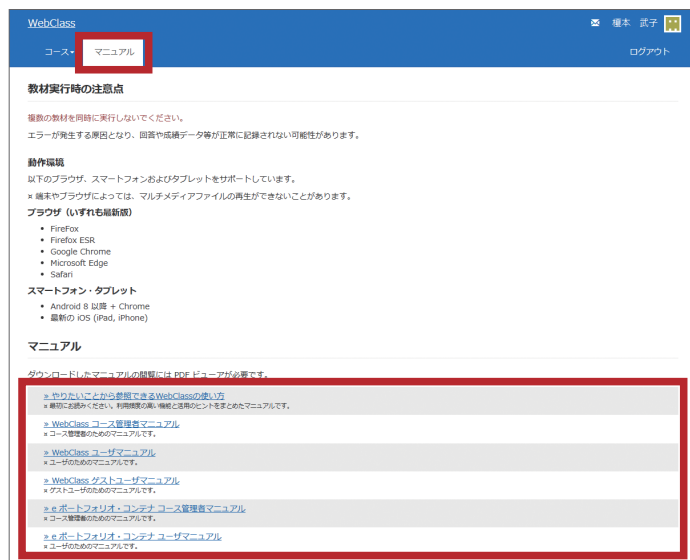 WebClass
榎本 武子
コース
マニュアル
ログアウト
教材実行時の注意点
複数の教材を同時に実行しないでください。
エラーが発生する原因となり、回答や成績データ等が正常に記録されない可能性があります。
動作環境
以下のブラウザ、スマートフォンおよびタブレットをサポートしています。
※ 端末やブラウザによっては、マルチメディアファイルの再生ができないことがあります。
ブラウザ（いずれも最新版）
• FireFox
• Firefox ESR
• Google Chrome
• Microsoft Edge
• Safari
スマートフォン・タブレット
• Android 8 以降 + Chrome
• 最新の iOS (iPad, iPhone)
マニュアル
ダウンロードしたマニュアルの閲覧には PDF ビューアが必要です。
» やりたいことから参照できるWebClassの使い方
※ 最初にお読みください。利用頻度の高い機能と活用のヒントをまとめたマニュアルです。
» WebClass コース管理者マニュアル
※ コース管理者のためのマニュアルです。
» WebClass ユーザマニュアル
※ ユーザのためのマニュアルです。
» WebClass ゲストユーザマニュアル
※ ゲストユーザのためのマニュアルです。
» e ポートフォリオ・コンテナ コース管理者マニュアル
※ コース管理者のためのマニュアルです。
» e ポートフォリオ・コンテナ ユーザマニュアル
※ ユーザのためのマニュアルです。